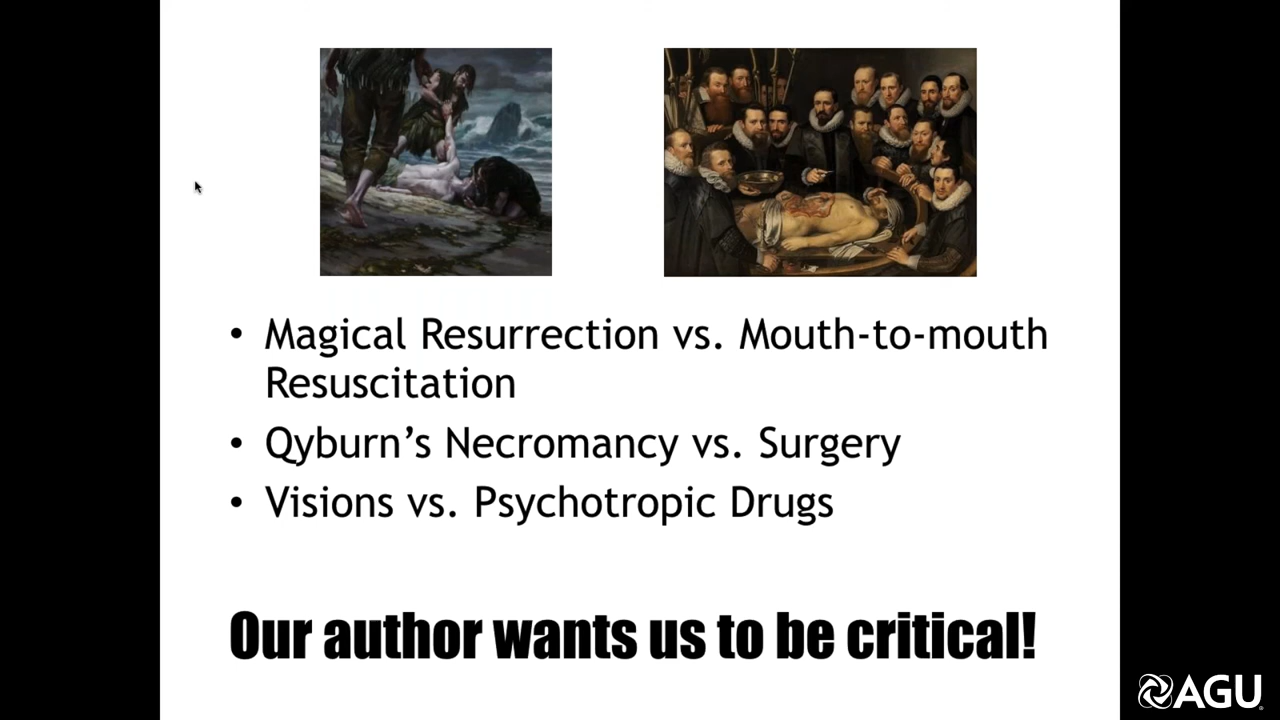 • Magical Resurrection vs. Mouth-to-mouth
Resuscitation
• Qyburn’s Necromancy vs. Surgery
• Visions vs. Psychotropic Drugs
Our author wants us to be critical!
AGU